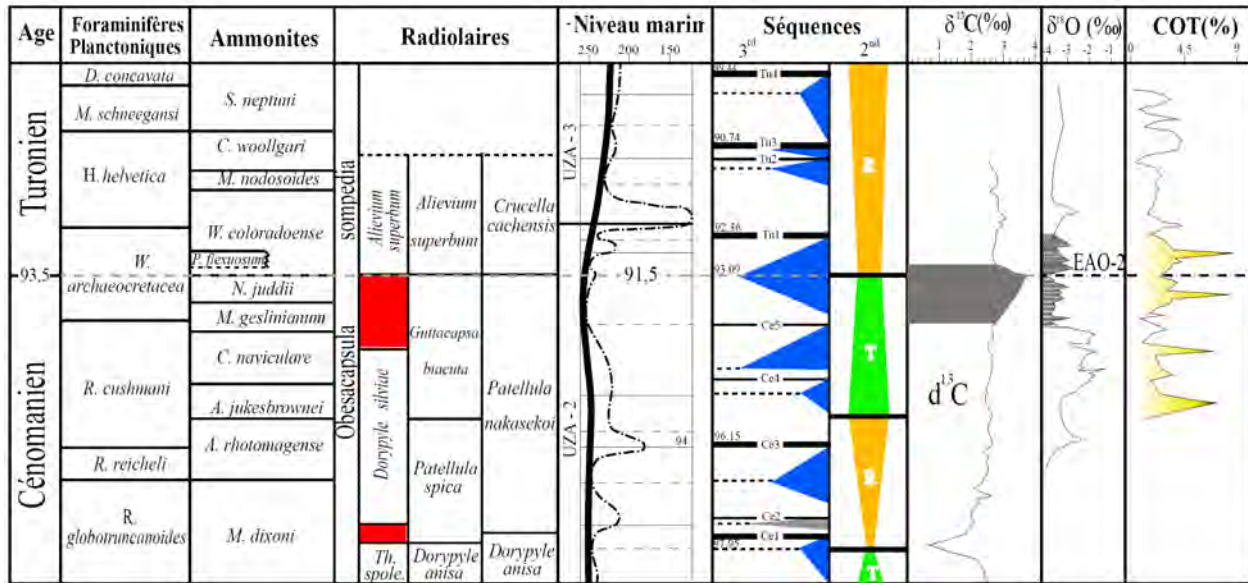 Age
Foraminifères
Planctoniques
Ammonites
Radiolaires
Niveau marin
250 200 150
Séquences
3rd 2nd
δ13C(‰)
1 2 3 4
δ18O (‰)
-4 -3 -2 -1
COT(%)
0 4,5 9
Turonien
93,5
Cénomanien
D. concavata
M. schneegansi
H. helvetica
W.
archaeocretacea
R. cushmani
R. reicheli
R.
globotruncanoides
S. neptuni
C. woollgari
M. nodosoides
W. coloradoense
P. flexuosum
N. juddii
M. geslinianum
C. naviculare
A. jukesbrownei
A. rhotomagense
M. dixoni
sompedia
Obesacapsula
Alievium
superbum
Dorypyle silviae
Th.
spole.
Alievium
superbum
Guttacapsa
biacuta
Patellula
spica
Dorypyle
anisa
Crucella
cachensis
Patellula
nakasekoi
Dorypyle
anisa
UZA - 3
UZA - 2
91,5
94
Tu4
90.74
Tu3
Tu2
Tu1
93.09
Ce5
Ce4
96.15
Ce3
Ce2
Ce1
R
T
R
T
d13C
EAO-2